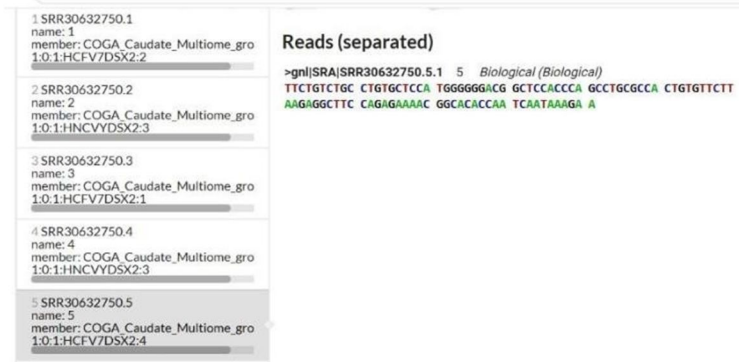 1 SRR30632750.1
name: 1
member: COGA_Caudate_Multiome_gro
1:0:1:HCFV7DSX2:2
2 SRR30632750.2
name: 2
member: COGA_Caudate_Multiome_gro
1:0:1:HNCVYDSX2:3
3 SRR30632750.3
name: 3
member: COGA_Caudate_Multiome_gro
1:0:1:HCFV7DSX2:1
4 SRR30632750.4
name: 4
member: COGA_Caudate_Multiome_gro
1:0:1:HNCVYDSX2:3
5 SRR30632750.5
name: 5
member: COGA_Caudate_Multiome_gro
1:0:1:HCFV7DSX2:4
Reads (separated)
>gnl|SRA|SRR30632750.5.1 5 Biological (Biological)
TTCTGTCTGC CTGTGCTCCA TGGGGGGACG GCTCCACCCA GCCTGCGCCA CTGTGTTCTT
AAGAGGCTTC CAGAGAAAAC GGCACACCAA TCAATAAAGA A